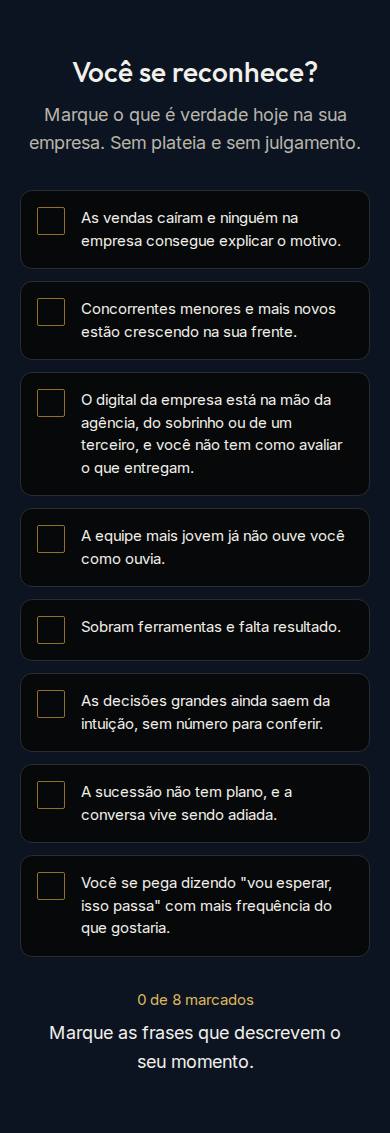 Você se reconhece?
Marque o que é verdade hoje na sua
empresa. Sem plateia e sem julgamento.
As vendas caíram e ninguém na
empresa consegue explicar o motivo.
Concorrentes menores e mais novos
estão crescendo na sua frente.
O digital da empresa está na mão da
agência, do sobrinho ou de um
terceiro, e você não tem como avaliar
o que entregam.
A equipe mais jovem já não ouve você
como ouvia.
Sobram ferramentas e falta resultado.
As decisões grandes ainda saem da
intuição, sem número para conferir.
A sucessão não tem plano, e a
conversa vive sendo adiada.
Você se pega dizendo "vou esperar,
isso passa" com mais frequência do
que gostaria.
0 de 8 marcados
Marque as frases que descrevem o
seu momento.